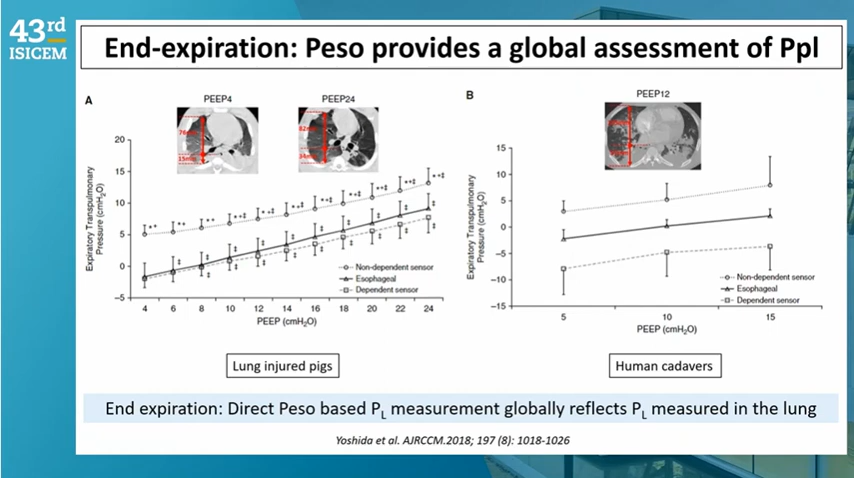 43rd
ISICEM
End-expiration: Peso provides a global assessment of Ppl
A
PEEP4
PEEP24
15mm
34mm
Expiratory Transpulmonary
Pressure (cmH2O)
20
15
10
5
0
–5
4 6 8 10 12 14 16 18 20 22 24
PEEP (cmH2O)
Non-dependent sensor
Esophageal
Dependent sensor
Lung injured pigs
B
PEEP12
Expiratory Transpulmonary
Pressure (cmH2O)
15
10
5
0
–5
–10
–15
5 10 15
PEEP (cmH2O)
Non-dependent sensor
Esophageal
Dependent sensor
Human cadavers
End expiration: Direct Peso based PL measurement globally reflects PL measured in the lung
Yoshida et al. AJRCCM.2018; 197 (8): 1018-1026